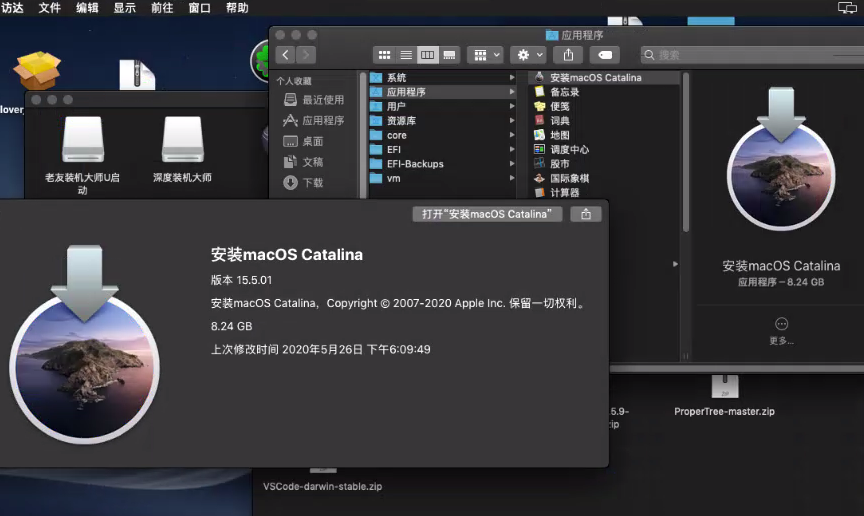 访达 文件 编辑 显示 前往 窗口 帮助
应用程序
搜索
个人收藏
最近使用
应用程序
桌面
文稿
下载
系统
应用程序
用户
资源库
core
EFI
EFI-Backups
vm
安装macOS Catalina
备忘录
便笺
词典
地图
调度中心
股市
国际象棋
计算器
安装macOS Catalina
应用程序 – 8.24 GB
更多...
lover
老友装机大师U启
动
深度装机大师
打开“安装macOS Catalina”
安装macOS Catalina
版本 15.5.01
安装macOS Catalina，Copyright © 2007-2020 Apple Inc. 保留一切权利。
8.24 GB
上次修改时间 2020年5月26日 下午6:09:49
5.9-
zip
ZIP
ProperTree-master.zip
VSCode-darwin-stable.zip